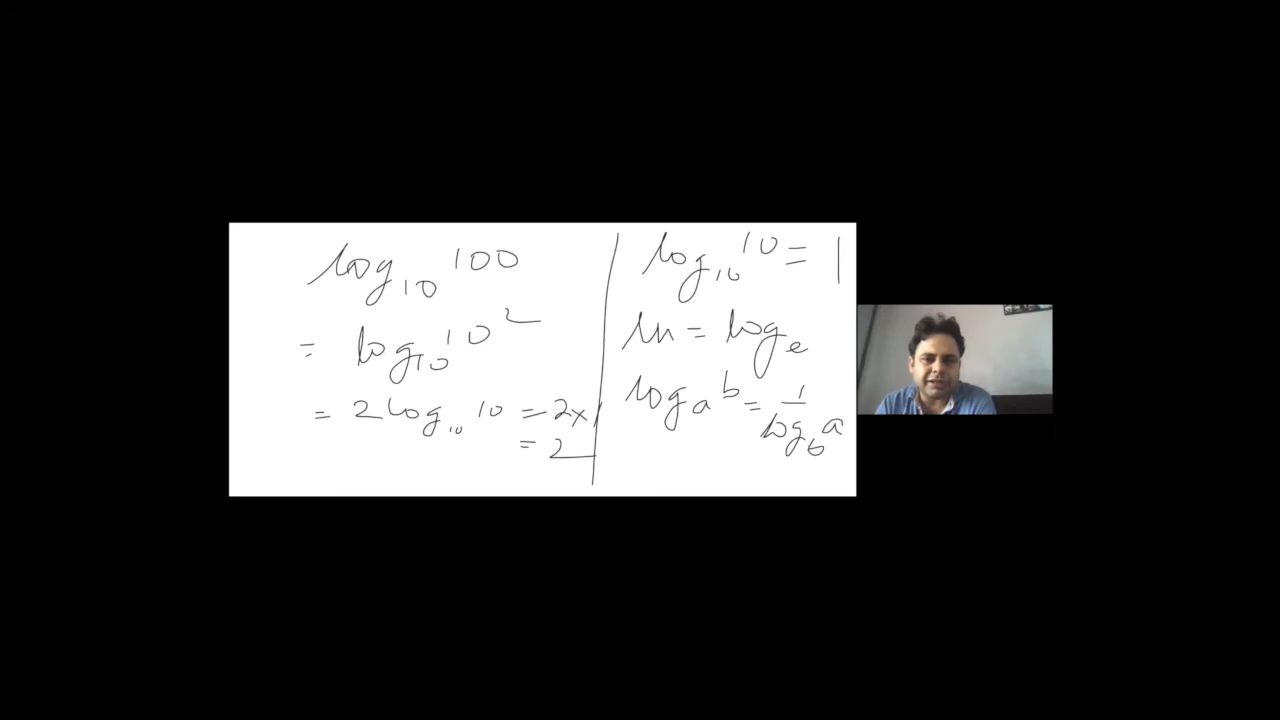 log₁₀ 100
= log₁₀ 10²
= 2 log₁₀ 10 = 2×1
= 2
log₁₀ 10 = 1
ln = logₑ
logₐ b = 1/log_b a